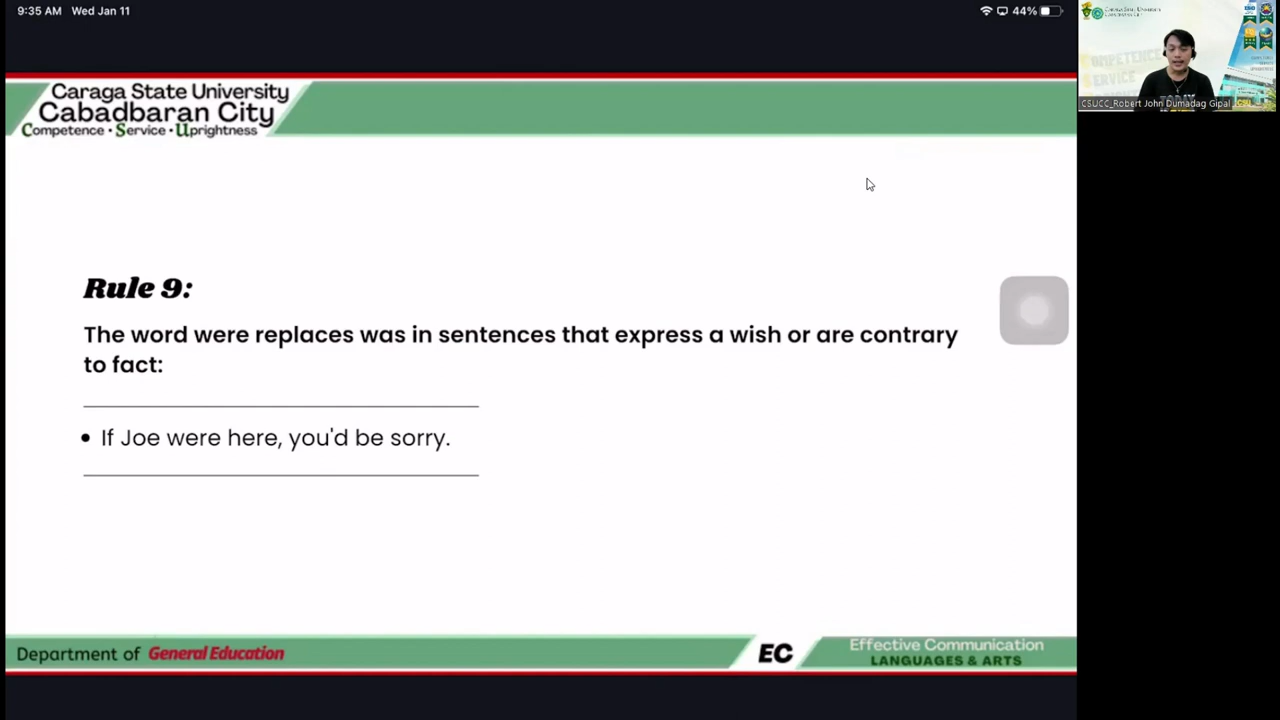 9:35 AM Wed Jan 11
44%
Caraga State University
Cabadbaran City
Competence • Service • Uprightness
CSUCC_Robert John Dumadag Gipal
Rule 9:
The word were replaces was in sentences that express a wish or are contrary
to fact:
• If Joe were here, you'd be sorry.
Department of General Education
EC
Effective Communication
LANGUAGES & ARTS